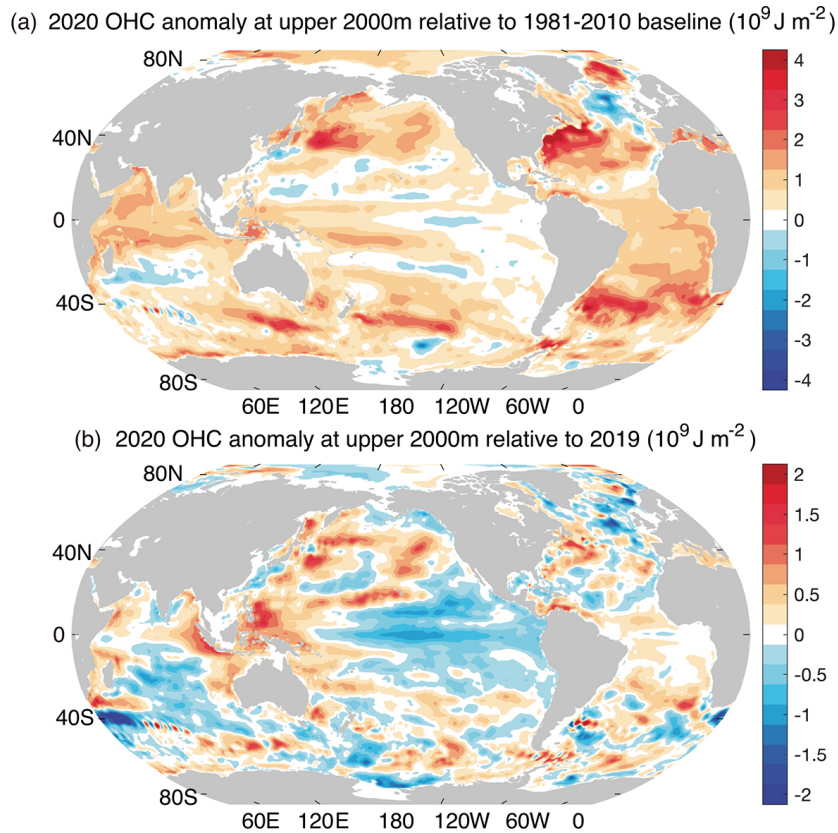 (a) 2020 OHC anomaly at upper 2000m relative to 1981-2010 baseline (10⁹ J m⁻²)
80N
40N
0
40S
80S
60E 120E 180 120W 60W 0
4
3
2
1
0
-1
-2
-3
-4
(b) 2020 OHC anomaly at upper 2000m relative to 2019 (10⁹ J m⁻²)
80N
40N
0
40S
80S
60E 120E 180 120W 60W 0
2
1.5
1
0.5
0
-0.5
-1
-1.5
-2